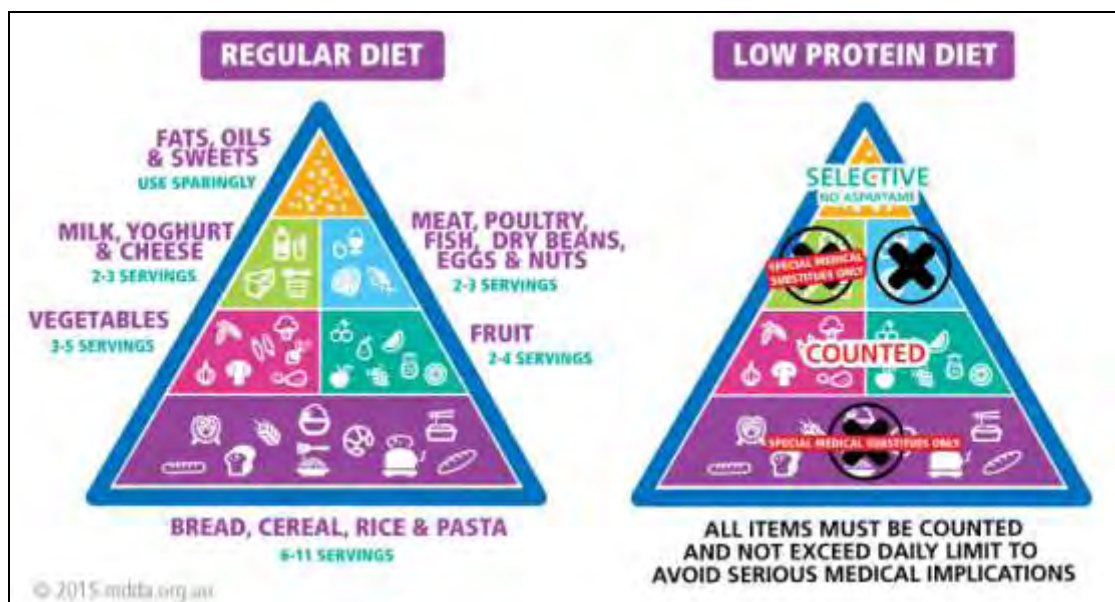 REGULAR DIET
FATS, OILS
& SWEETS
USE SPARINGLY
MILK, YOGHURT
& CHEESE
2-3 SERVINGS
MEAT, POULTRY,
FISH, DRY BEANS,
EGGS & NUTS
2-3 SERVINGS
VEGETABLES
3-5 SERVINGS
FRUIT
2-4 SERVINGS
BREAD, CEREAL, RICE & PASTA
6-11 SERVINGS
© 2015 mdda.org.au
LOW PROTEIN DIET
SELECTIVE
NO ASPARTAME
SPECIAL MEDICAL
SUBSTITUES ONLY
COUNTED
SPECIAL MEDICAL SUBSTITUES ONLY
ALL ITEMS MUST BE COUNTED
AND NOT EXCEED DAILY LIMIT TO
AVOID SERIOUS MEDICAL IMPLICATIONS